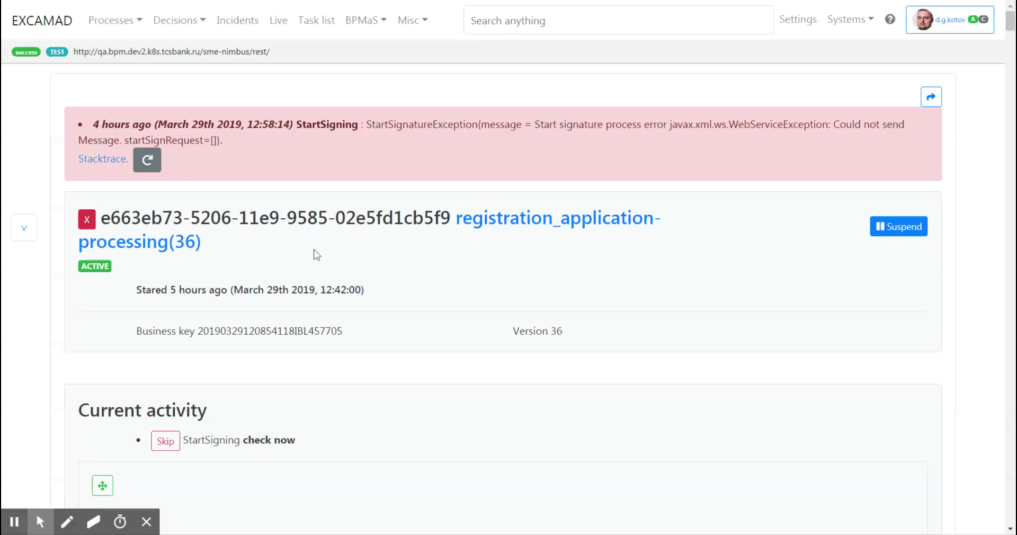 EXCAMAD Processes Decisions Incidents Live Task list BPMaS Misc Search anything Settings Systems d.g.kotov A C
success TEST http://qa.bpm.dev2.k8s.tcsbank.ru/sme-nimbus/rest/
4 hours ago (March 29th 2019, 12:58:14) StartSigning : StartSignatureException(message = Start signature process error javax.xml.ws.WebServiceException: Could not send
Message. startSignRequest=[]).
Stacktrace.
X e663eb73-5206-11e9-9585-02e5fd1cb5f9 registration_application-
processing(36)
Suspend
v
ACTIVE
Stared 5 hours ago (March 29th 2019, 12:42:00)
Business key 20190329120854118IBL457705 Version 36
Current activity
Skip StartSigning check now